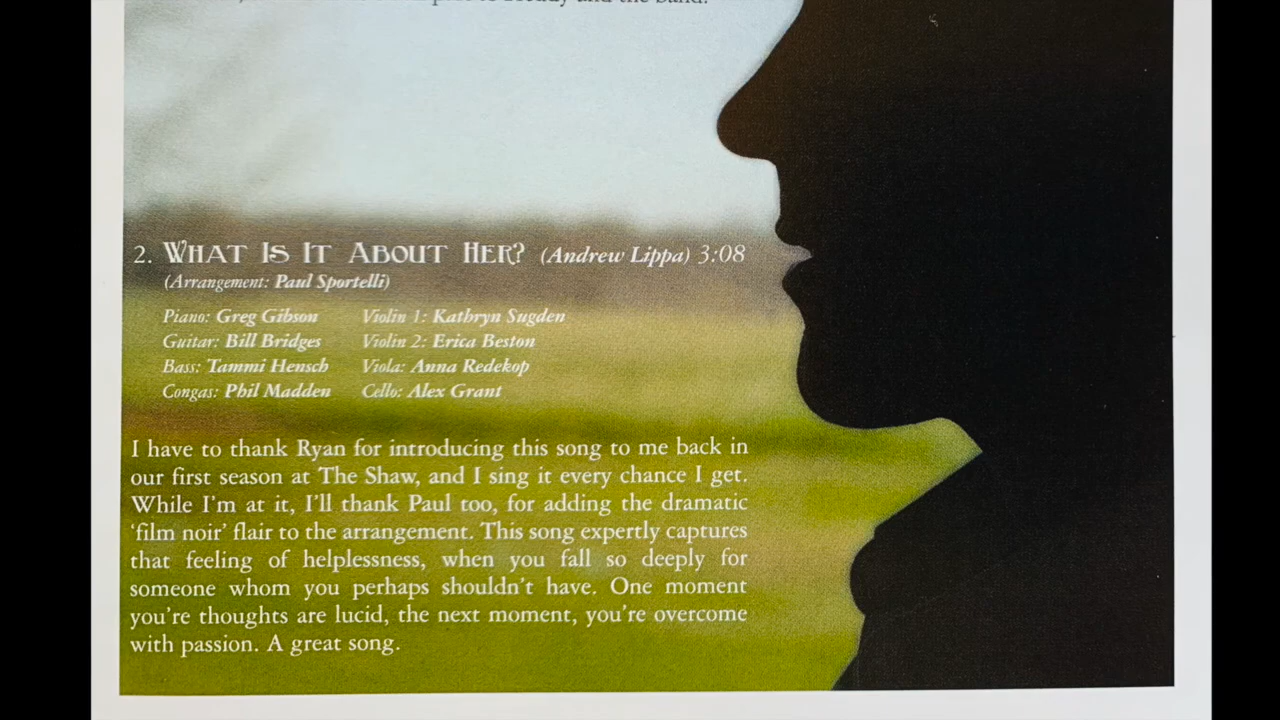 and the band.
2. What Is It About Her? (Andrew Lippa) 3:08
(Arrangement: Paul Sportelli)
Piano: Greg Gibson Violin 1: Kathryn Sugden
Guitar: Bill Bridges Violin 2: Erica Beston
Bass: Tammi Hensch Viola: Anna Redekop
Congas: Phil Madden Cello: Alex Grant
I have to thank Ryan for introducing this song to me back in
our first season at The Shaw, and I sing it every chance I get.
While I'm at it, I'll thank Paul too, for adding the dramatic
'film noir' flair to the arrangement. This song expertly captures
that feeling of helplessness, when you fall so deeply for
someone whom you perhaps shouldn't have. One moment
you're thoughts are lucid, the next moment, you're overcome
with passion. A great song.